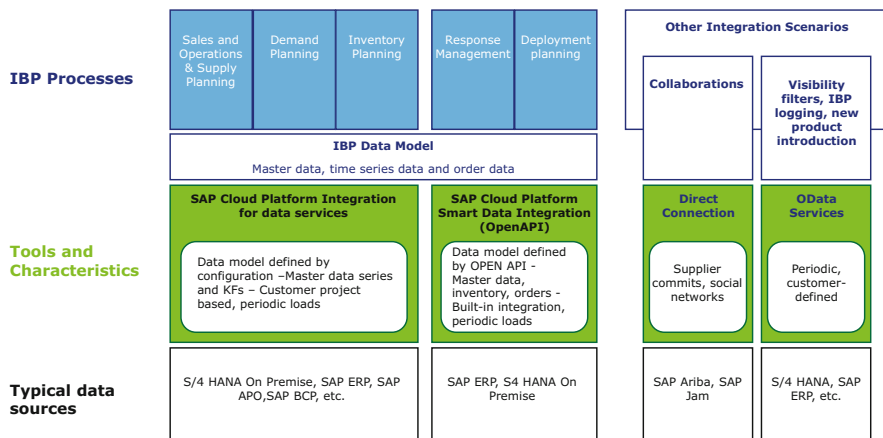 Other Integration Scenarios
IBP Processes
Sales and
Operations
& Supply
Planning
Demand
Planning
Inventory
Planning
Response
Management
Deployment
planning
Collaborations
Visibility
filters, IBP
logging, new
product
introduction
IBP Data Model
Master data, time series data and order data
Tools and
Characteristics
SAP Cloud Platform Integration
for data services
Data model defined by
configuration –Master data series
and KFs – Customer project
based, periodic loads
SAP Cloud Platform
Smart Data Integration
(OpenAPI)
Data model defined
by OPEN API -
Master data,
inventory, orders -
Built-in integration,
periodic loads
Direct
Connection
Supplier
commits, social
networks
OData
Services
Periodic,
customer-
defined
Typical data
sources
S/4 HANA On Premise, SAP ERP, SAP
APO,SAP BCP, etc.
SAP ERP, S4 HANA On
Premise
SAP Ariba, SAP
Jam
S/4 HANA, SAP
ERP, etc.